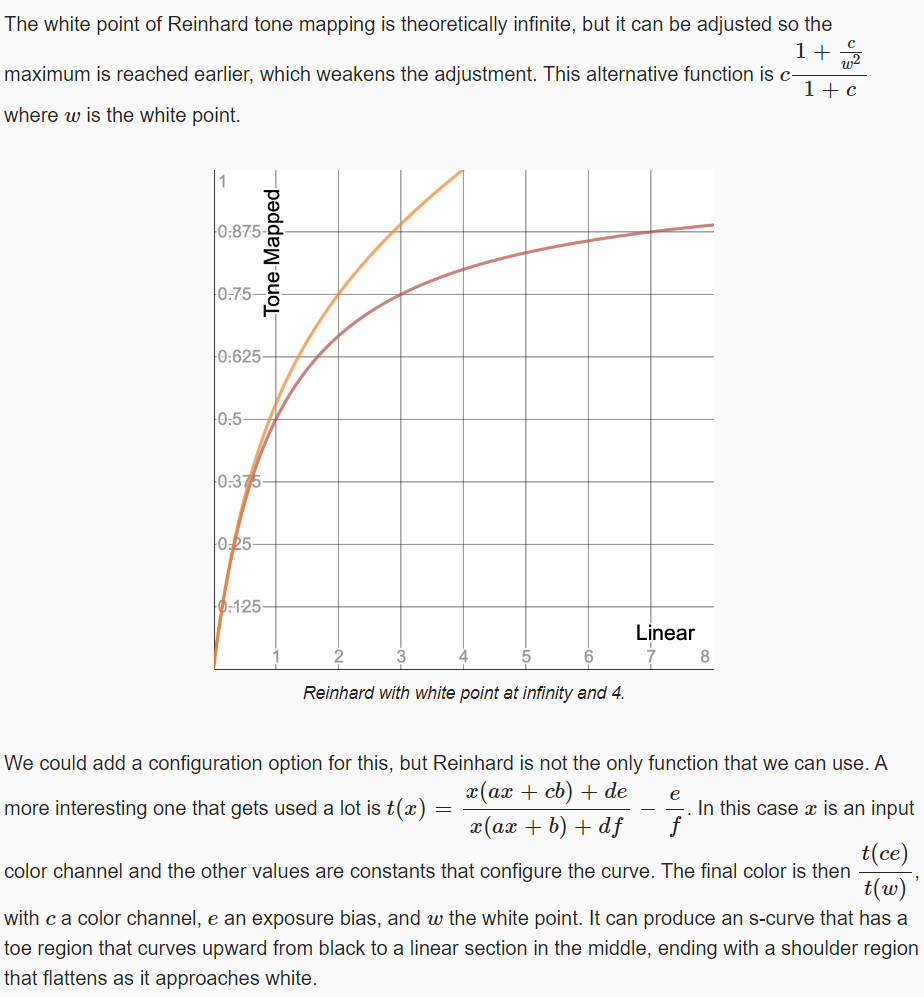 The white point of Reinhard tone mapping is theoretically infinite, but it can be adjusted so the
maximum is reached earlier, which weakens the adjustment. This alternative function is $c\frac{1+\frac{c}{w^2}}{1+c}$
where $w$ is the white point.
1
0.875
0.75
0.625
0.5
0.375
0.25
0.125
Tone-Mapped
Linear
1 2 3 4 5 6 7 8
Reinhard with white point at infinity and 4.
We could add a configuration option for this, but Reinhard is not the only function that we can use. A
more interesting one that gets used a lot is $t(x) = \frac{x(ax+cb)+de}{x(ax+b)+df} - \frac{e}{f}$. In this case $x$ is an input
color channel and the other values are constants that configure the curve. The final color is then $\frac{t(ce)}{t(w)}$,
with $c$ a color channel, $e$ an exposure bias, and $w$ the white point. It can produce an s-curve that has a
toe region that curves upward from black to a linear section in the middle, ending with a shoulder region
that flattens as it approaches white.